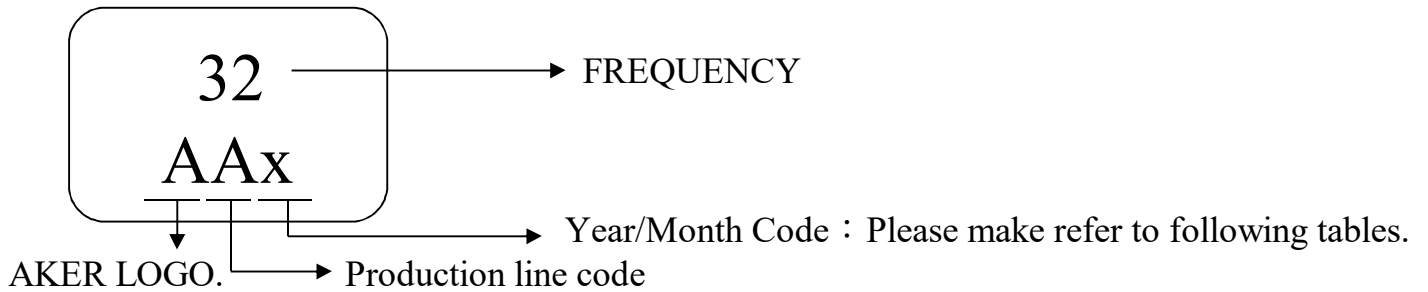 32
FREQUENCY
AAx
Year/Month Code：Please make refer to following tables.
AKER LOGO.
Production line code